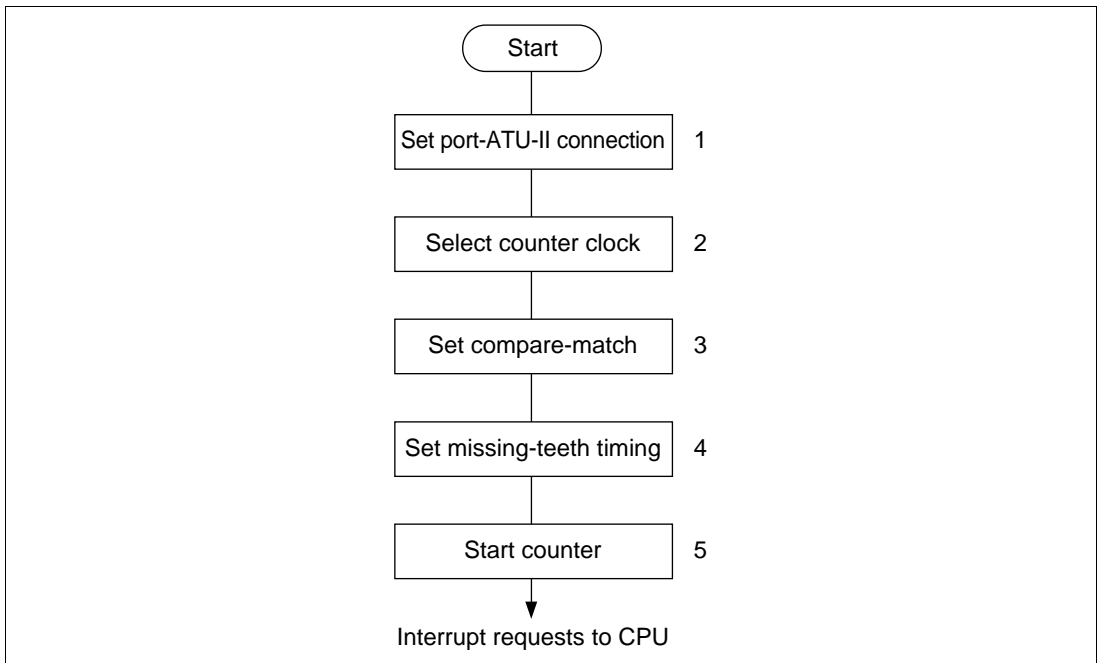 Start
Set port-ATU-II connection 1
Select counter clock 2
Set compare-match 3
Set missing-teeth timing 4
Start counter 5
Interrupt requests to CPU